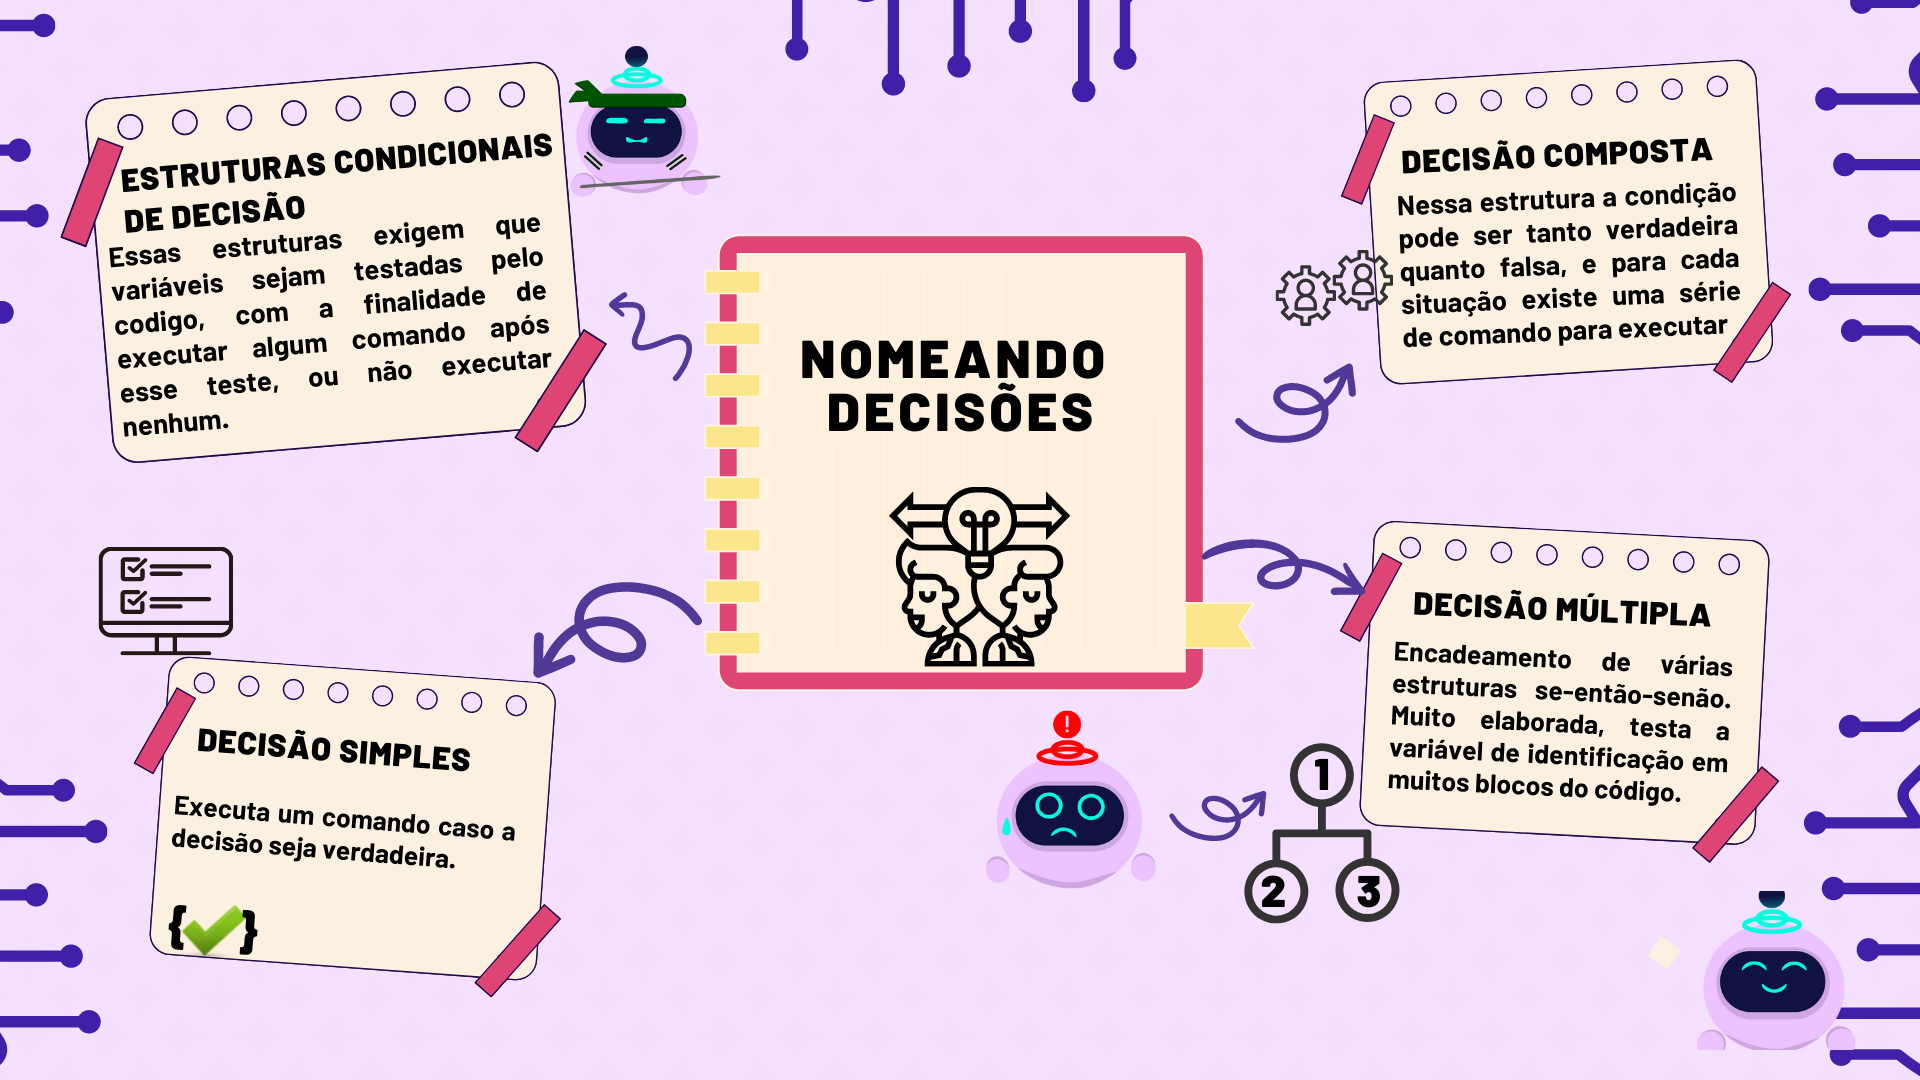 ESTRUTURAS CONDICIONAIS
DE DECISÃO
Essas estruturas exigem que
variáveis sejam testadas pelo
codigo, com a finalidade de
executar algum comando após
esse teste, ou não executar
nenhum.
NOMEANDO
DECISÕES
DECISÃO COMPOSTA
Nessa estrutura a condição
pode ser tanto verdadeira
quanto falsa, e para cada
situação existe uma série
de comando para executar
DECISÃO SIMPLES
Executa um comando caso a
decisão seja verdadeira.
{ }
DECISÃO MÚLTIPLA
Encadeamento de várias
estruturas se-então-senão.
Muito elaborada, testa a
variável de identificação em
muitos blocos do código.
!
1
2 3